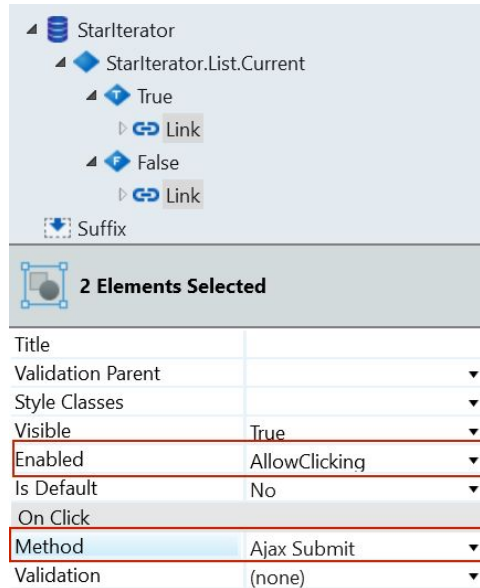 StarIterator
StarIterator.List.Current
True
Link
False
Link
Suffix
2 Elements Selected
Title
Validation Parent
Style Classes
Visible True
Enabled AllowClicking
Is Default No
On Click
Method Ajax Submit
Validation (none)